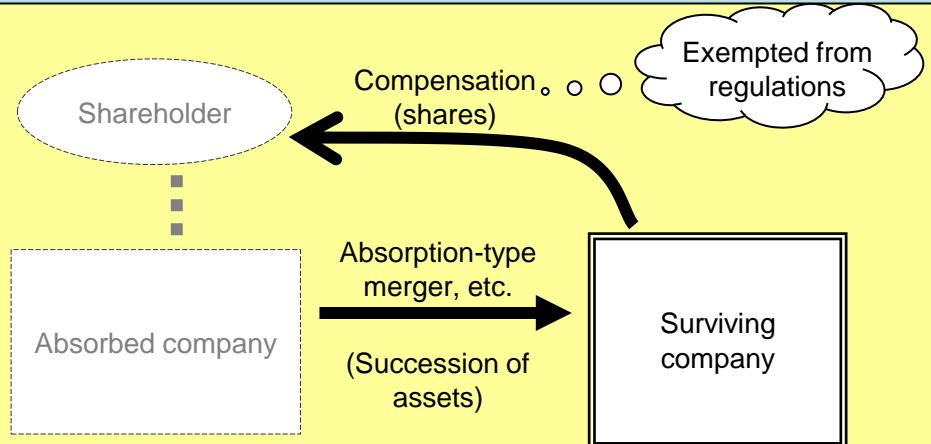 Exempted from
regulations
Compensation
(shares)
Shareholder
Absorption-type
merger, etc.
Absorbed company
(Succession of
assets)
Surviving
company